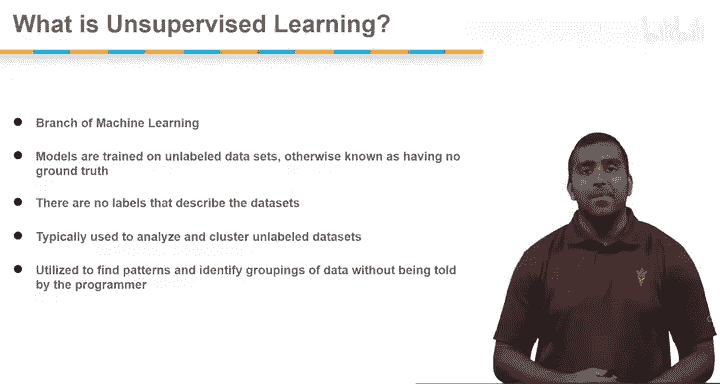 What is Unsupervised Learning?
bilibili
Branch of Machine Learning
Models are trained on unlabeled data sets, otherwise known as having no
ground truth
There are no labels that describe the datasets
Typically used to analyze and cluster unlabeled datasets
Utilized to find patterns and identify groupings of data without being told
by the programmer